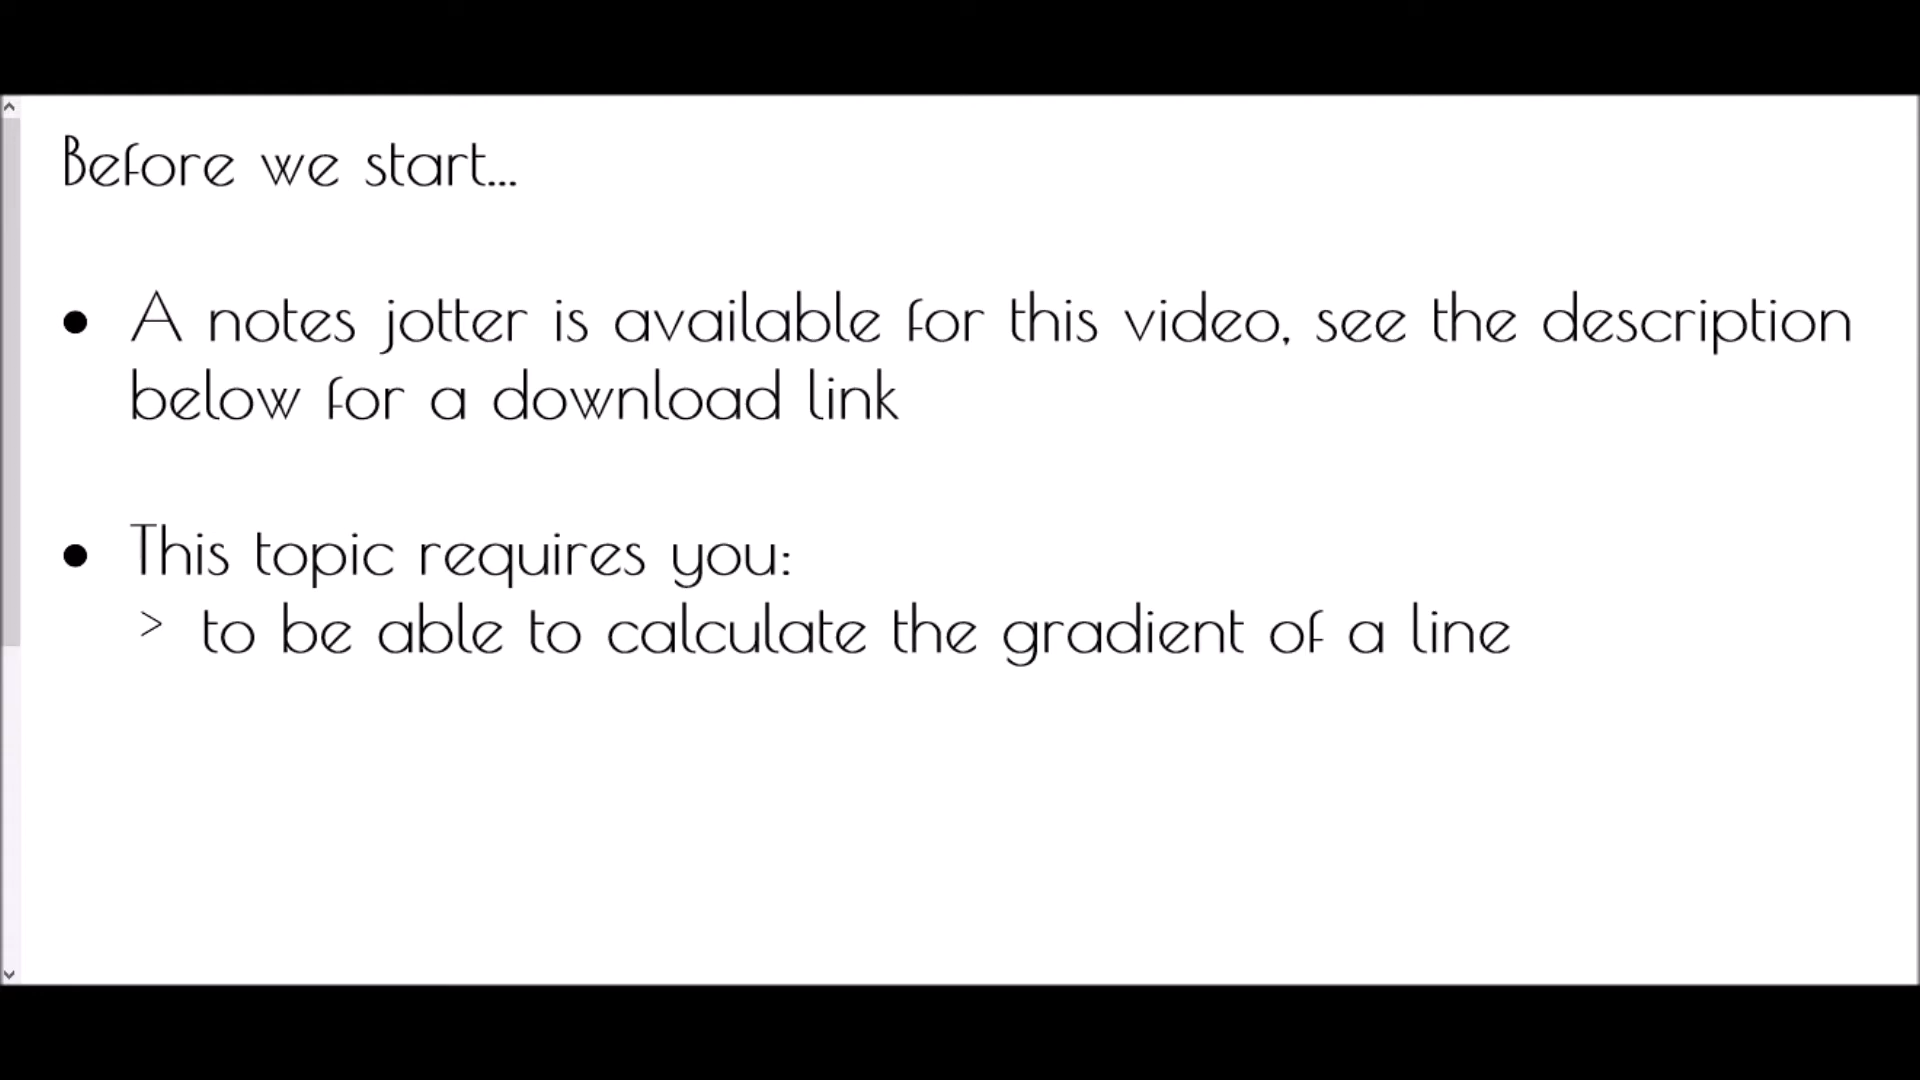 Before we start...
• A notes jotter is available for this video, see the description
below for a download link
• This topic requires you:
> to be able to calculate the gradient of a line